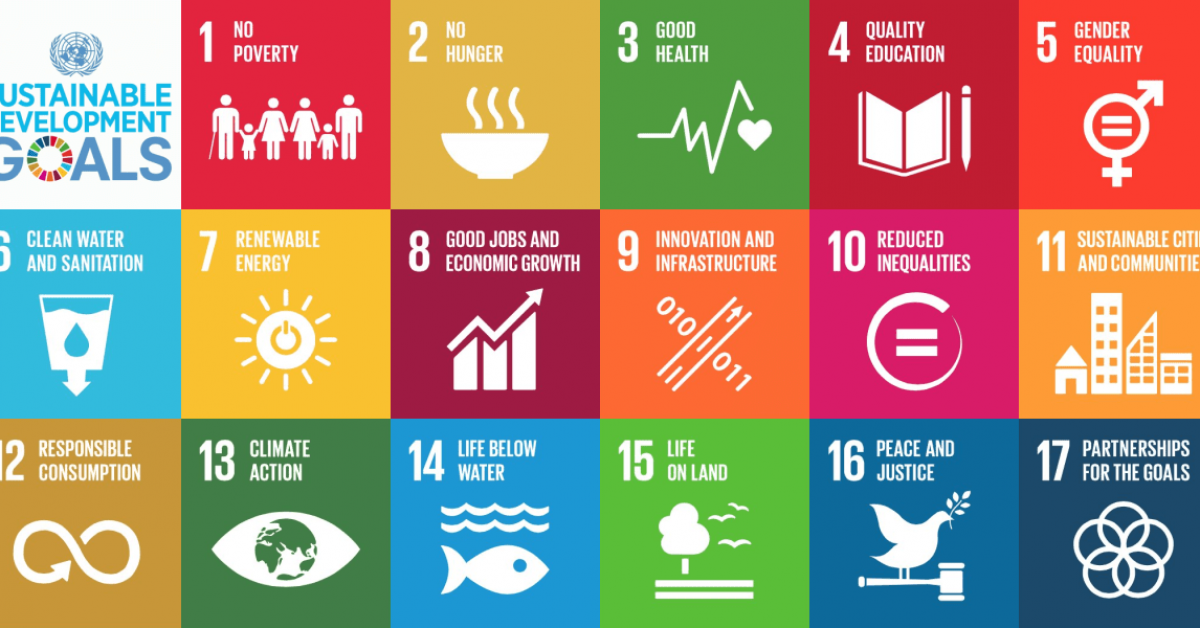 USTAINABLE
EVELOPMENT
GOALS
1 NO
POVERTY
2 NO
HUNGER
3 GOOD
HEALTH
4 QUALITY
EDUCATION
5 GENDER
EQUALITY
6 CLEAN WATER
AND SANITATION
7 RENEWABLE
ENERGY
8 GOOD JOBS AND
ECONOMIC GROWTH
9 INNOVATION AND
INFRASTRUCTURE
010
011
10 REDUCED
INEQUALITIES
11 SUSTAINABLE CITI
AND COMMUNITIE
12 RESPONSIBLE
CONSUMPTION
13 CLIMATE
ACTION
14 LIFE BELOW
WATER
15 LIFE
ON LAND
16 PEACE AND
JUSTICE
17 PARTNERSHIPS
FOR THE GOALS